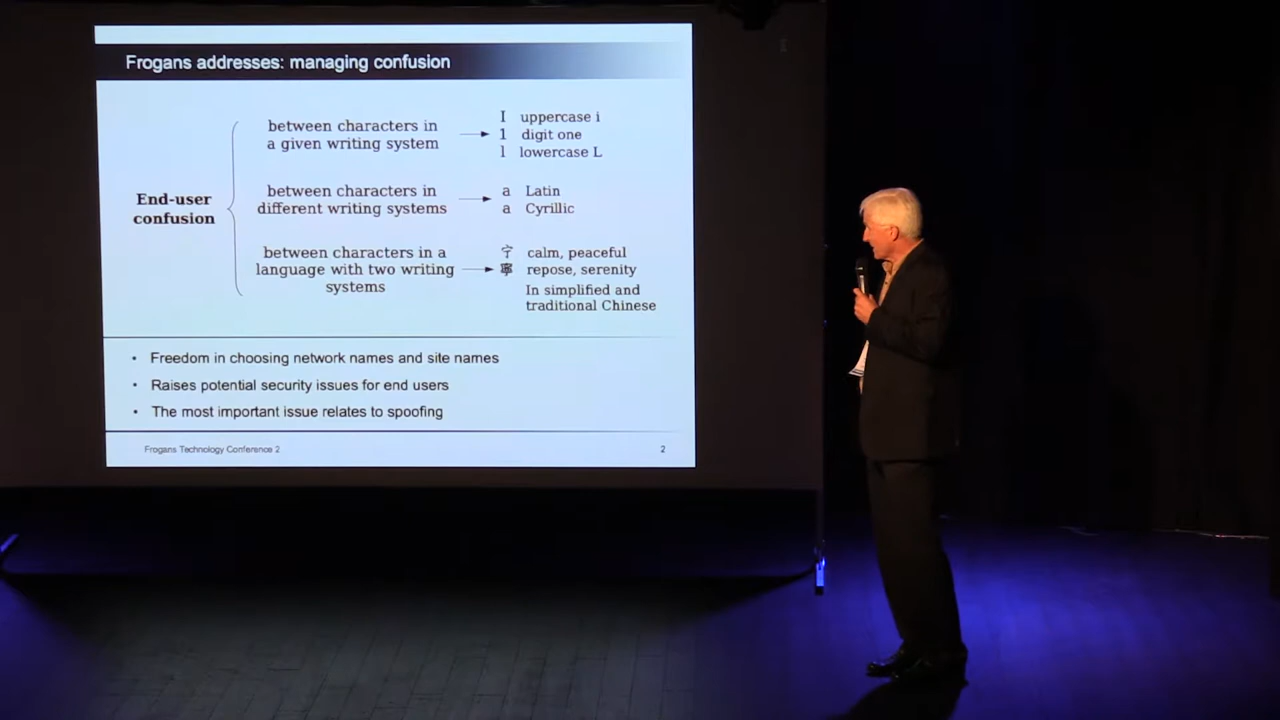 Frogans addresses: managing confusion
End-user
confusion
between characters in
a given writing system
I uppercase i
1 digit one
l lowercase L
between characters in
different writing systems
a Latin
а Cyrillic
between characters in a
language with two writing
systems
宁 calm, peaceful
寧 repose, serenity
In simplified and
traditional Chinese
• Freedom in choosing network names and site names
• Raises potential security issues for end users
• The most important issue relates to spoofing
Frogans Technology Conference 2
2